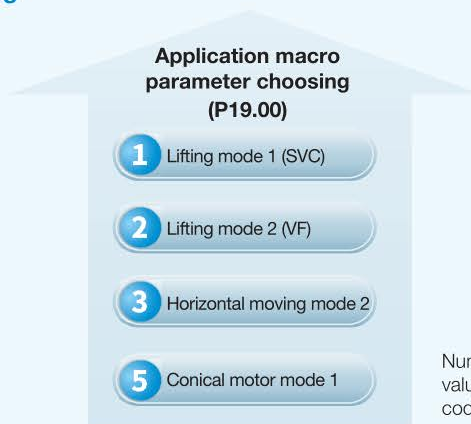 Application macro
parameter choosing
(P19.00)
1 Lifting mode 1 (SVC)
2 Lifting mode 2 (VF)
3 Horizontal moving mode 2
5 Conical motor mode 1